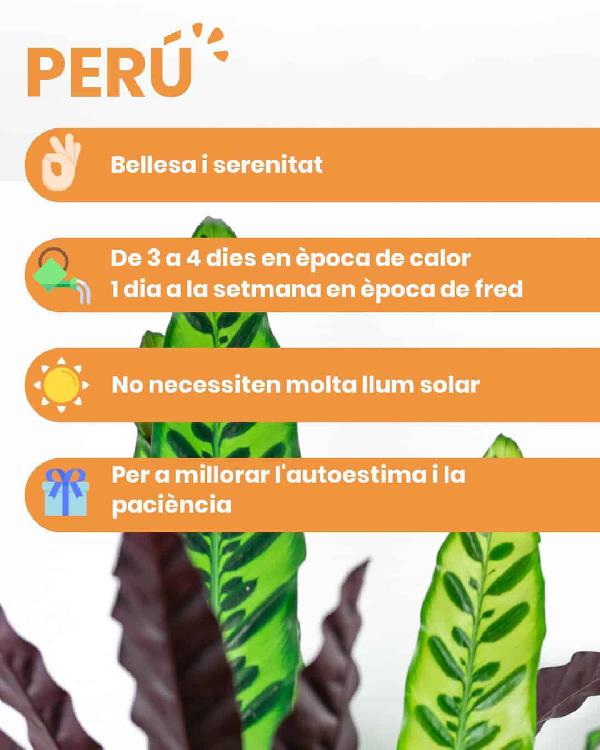 PERÚ
Bellesa i serenitat
De 3 a 4 dies en època de calor
1 dia a la setmana en època de fred
No necessiten molta llum solar
Per a millorar l'autoestima i la
paciència